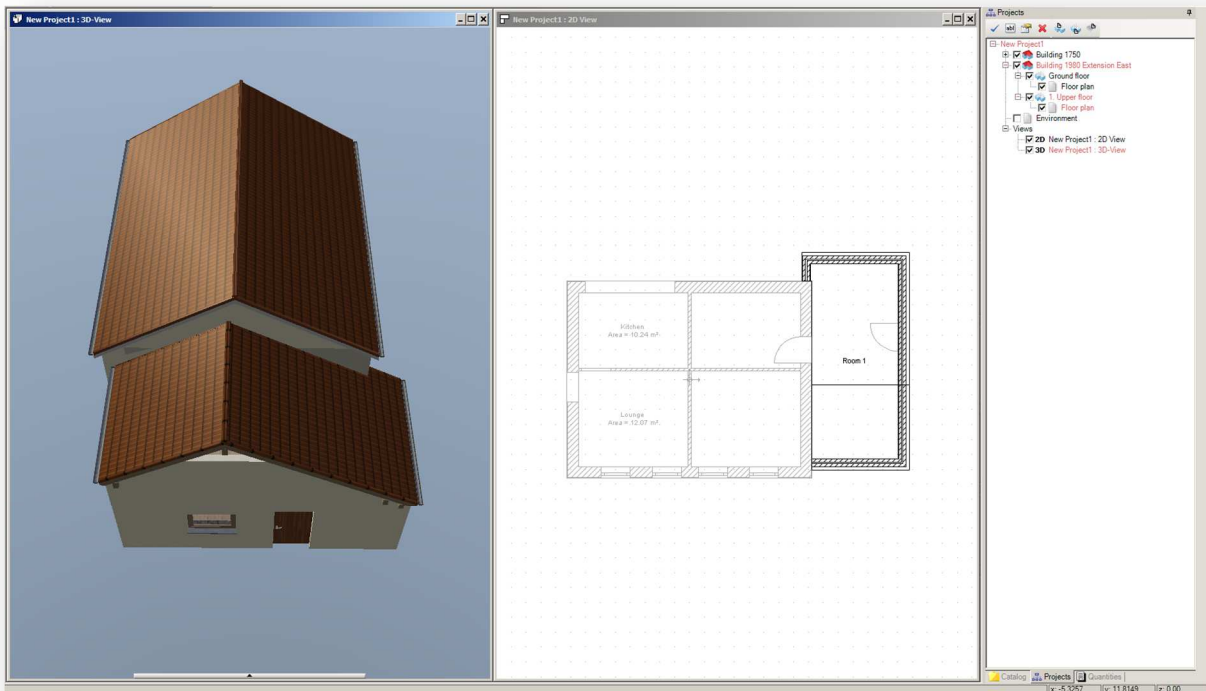 New Project1 : 3D-View
New Project1 : 2D View
Kitchen
Area = 10.24 m²
Lounge
Area = 12.07 m²
Room 1
Projects
New Project1
Building 1750
Building 1980 Extension East
Ground floor
Floor plan
1. Upper floor
Floor plan
Environment
Views
2D New Project1 : 2D View
3D New Project1 : 3D-View
Catalog Projects Quantities
x: -5.3257 y: 11.8149 z: 0.00